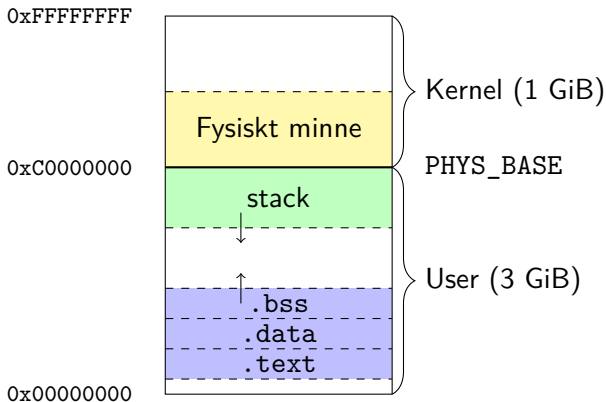 0xFFFFFFFF
Kernel (1 GiB)
Fysiskt minne
0xC0000000
PHYS_BASE
stack
User (3 GiB)
.bss
.data
.text
0x00000000